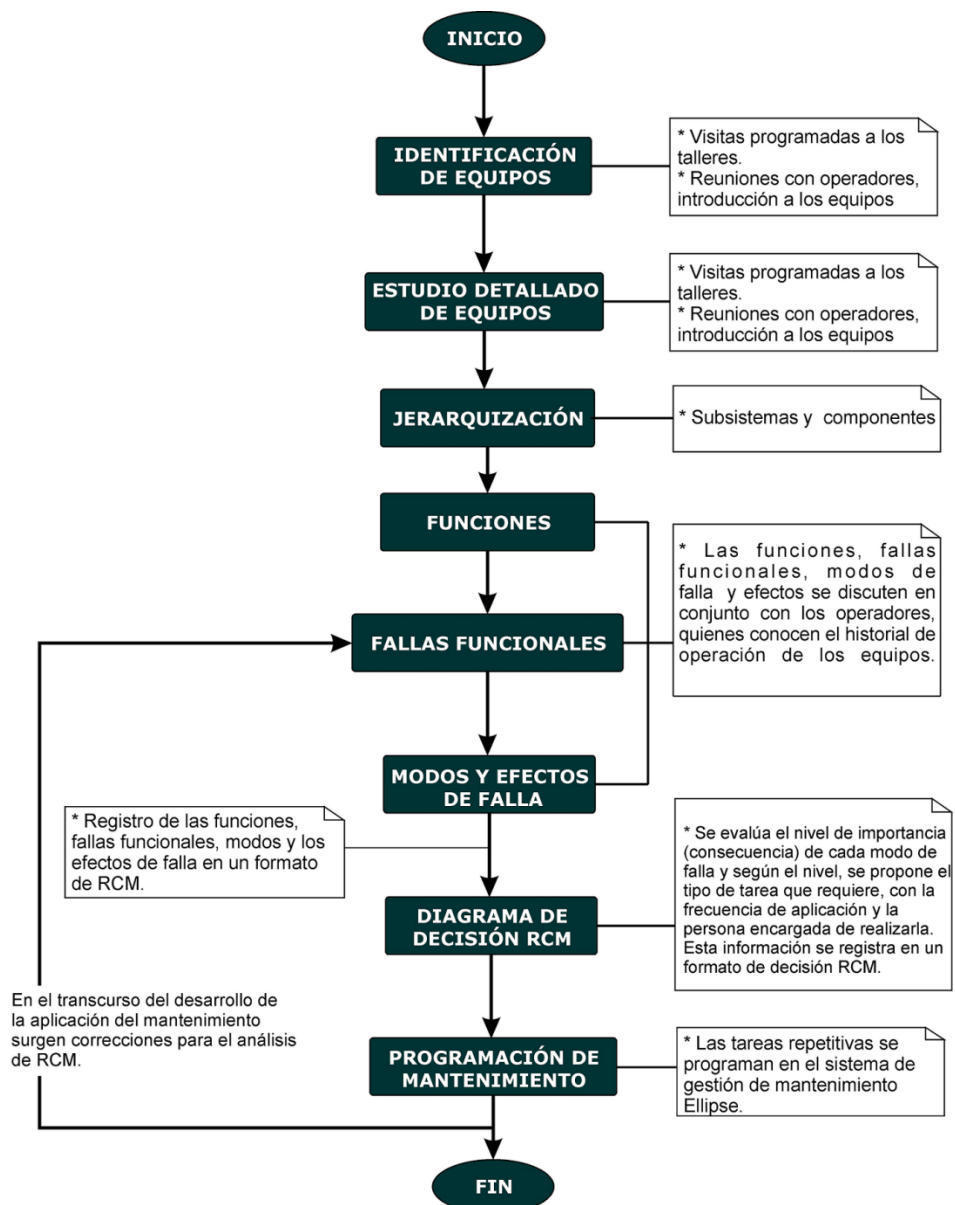 INICIO
IDENTIFICACIÓN
DE EQUIPOS
* Visitas programadas a los
talleres.
* Reuniones con operadores,
introducción a los equipos
ESTUDIO DETALLADO
DE EQUIPOS
* Visitas programadas a los
talleres.
* Reuniones con operadores,
introducción a los equipos
JERARQUIZACIÓN
* Subsistemas y componentes
FUNCIONES
* Las funciones, fallas
funcionales, modos de
falla y efectos se discuten en
conjunto con los operadores,
quienes conocen el historial de
operación de los equipos.
FALLAS FUNCIONALES
MODOS Y EFECTOS
DE FALLA
* Registro de las funciones,
fallas funcionales, modos y los
efectos de falla en un formato
de RCM.
* Se evalúa el nivel de importancia
(consecuencia) de cada modo de
falla y según el nivel, se propone el
tipo de tarea que requiere, con la
frecuencia de aplicación y la
persona encargada de realizarla.
Esta información se registra en un
formato de decisión RCM.
DIAGRAMA DE
DECISIÓN RCM
En el transcurso del desarrollo de
la aplicación del mantenimiento
surgen correcciones para el análisis
de RCM.
PROGRAMACIÓN DE
MANTENIMIENTO
* Las tareas repetitivas se
programan en el sistema de
gestión de mantenimiento
Ellipse.
FIN